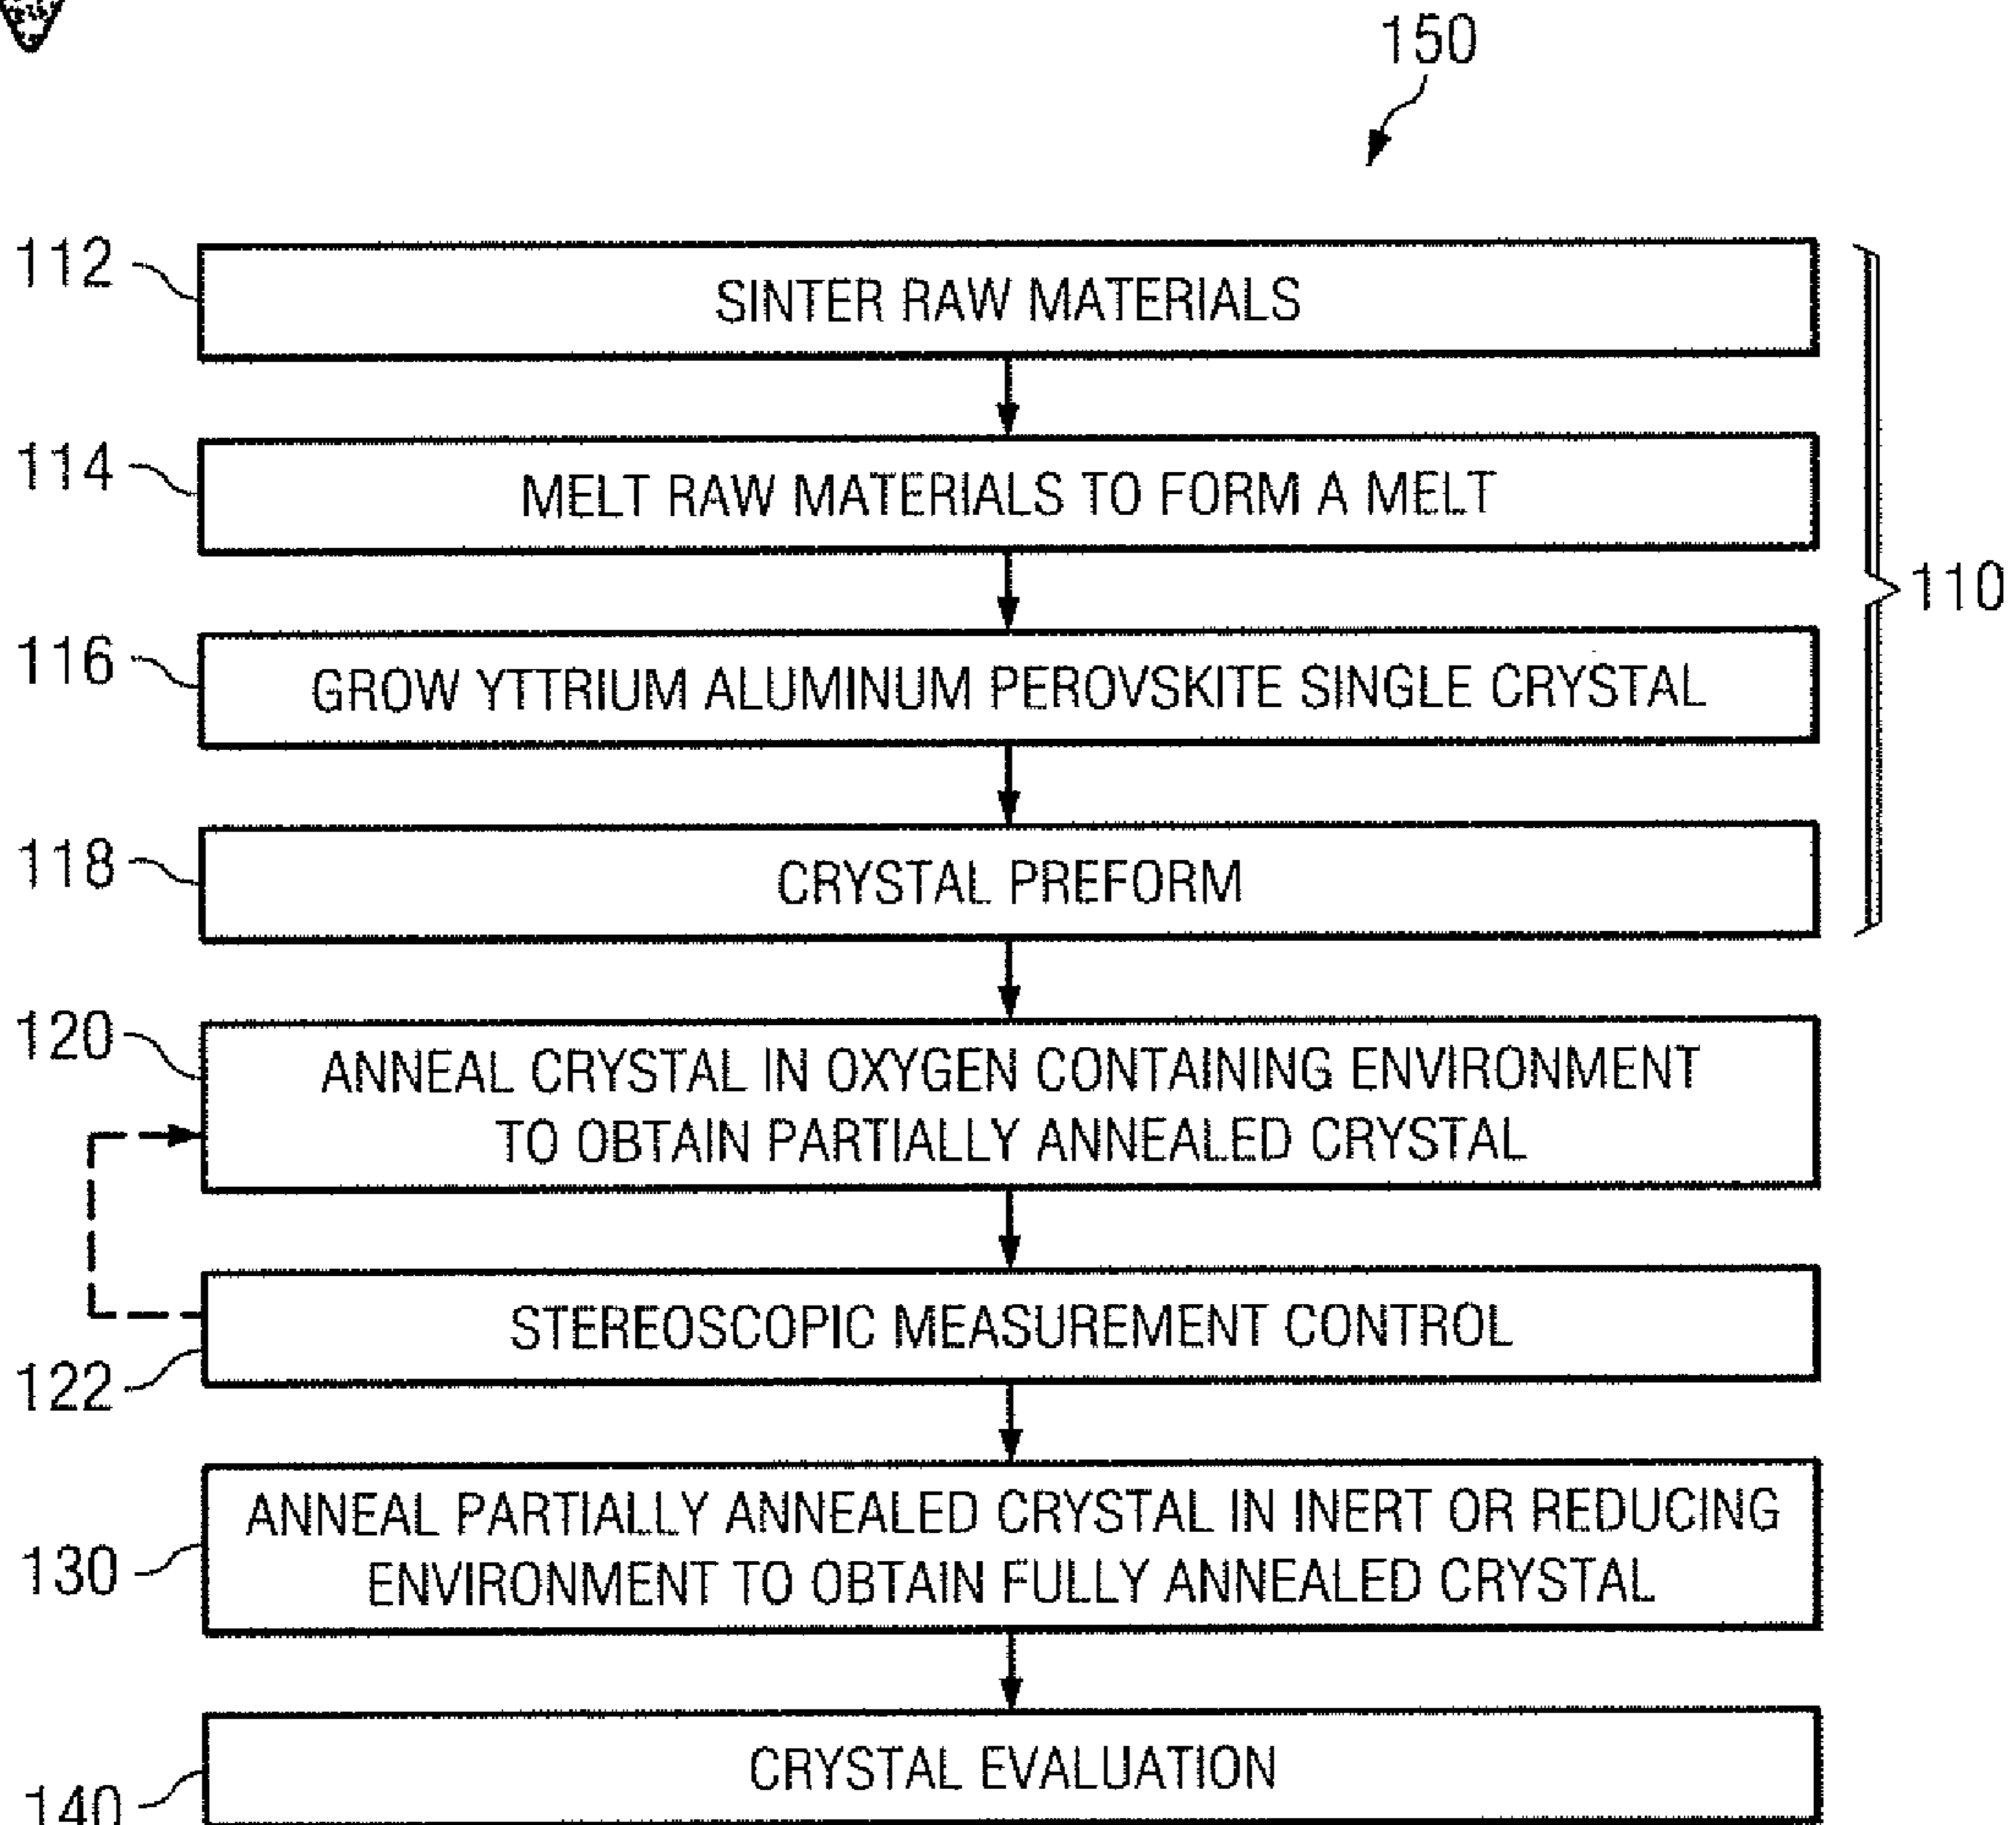 150
112
SINTER RAW MATERIALS
114
MELT RAW MATERIALS TO FORM A MELT
110
116
GROW YTTRIUM ALUMINUM PEROVSKITE SINGLE CRYSTAL
118
CRYSTAL PREFORM
120
ANNEAL CRYSTAL IN OXYGEN CONTAINING ENVIRONMENT
TO OBTAIN PARTIALLY ANNEALED CRYSTAL
122
STEREOSCOPIC MEASUREMENT CONTROL
130
ANNEAL PARTIALLY ANNEALED CRYSTAL IN INERT OR REDUCING
ENVIRONMENT TO OBTAIN FULLY ANNEALED CRYSTAL
140
CRYSTAL EVALUATION